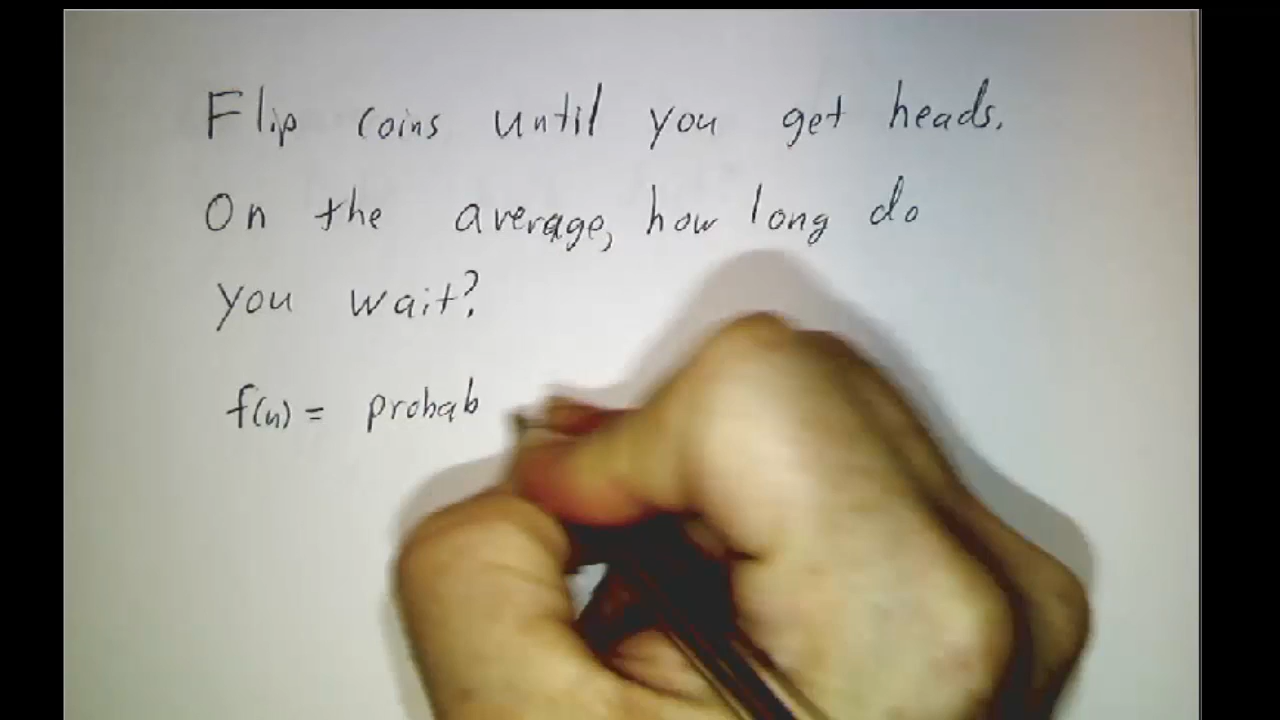 Flip coins until you get heads.
On the average, how long do
you wait?
f(n) = probab